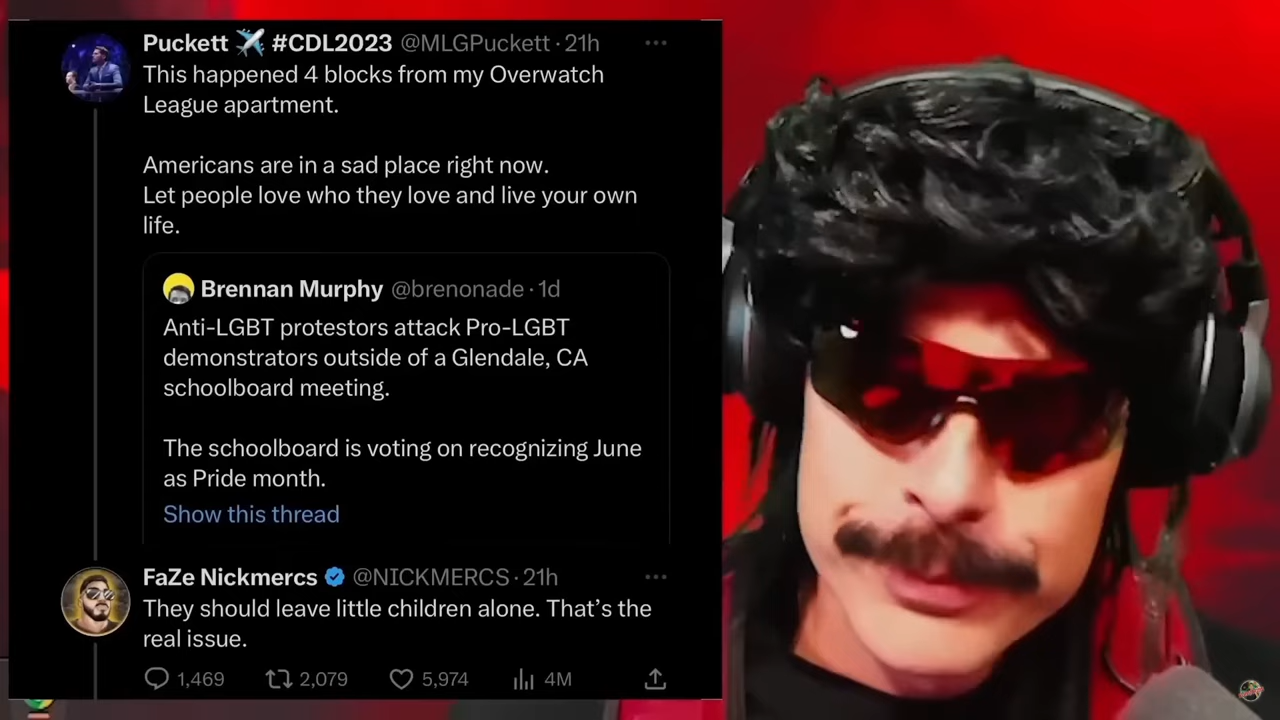 Puckett ✈️ #CDL2023 @MLGPuckett · 21h ···
This happened 4 blocks from my Overwatch
League apartment.
Americans are in a sad place right now.
Let people love who they love and live your own
life.
Brennan Murphy @brenonade · 1d
Anti-LGBT protestors attack Pro-LGBT
demonstrators outside of a Glendale, CA
schoolboard meeting.
The schoolboard is voting on recognizing June
as Pride month.
Show this thread
FaZe Nickmercs @NICKMERCS · 21h ···
They should leave little children alone. That’s the
real issue.
1,469 2,079 5,974 4M